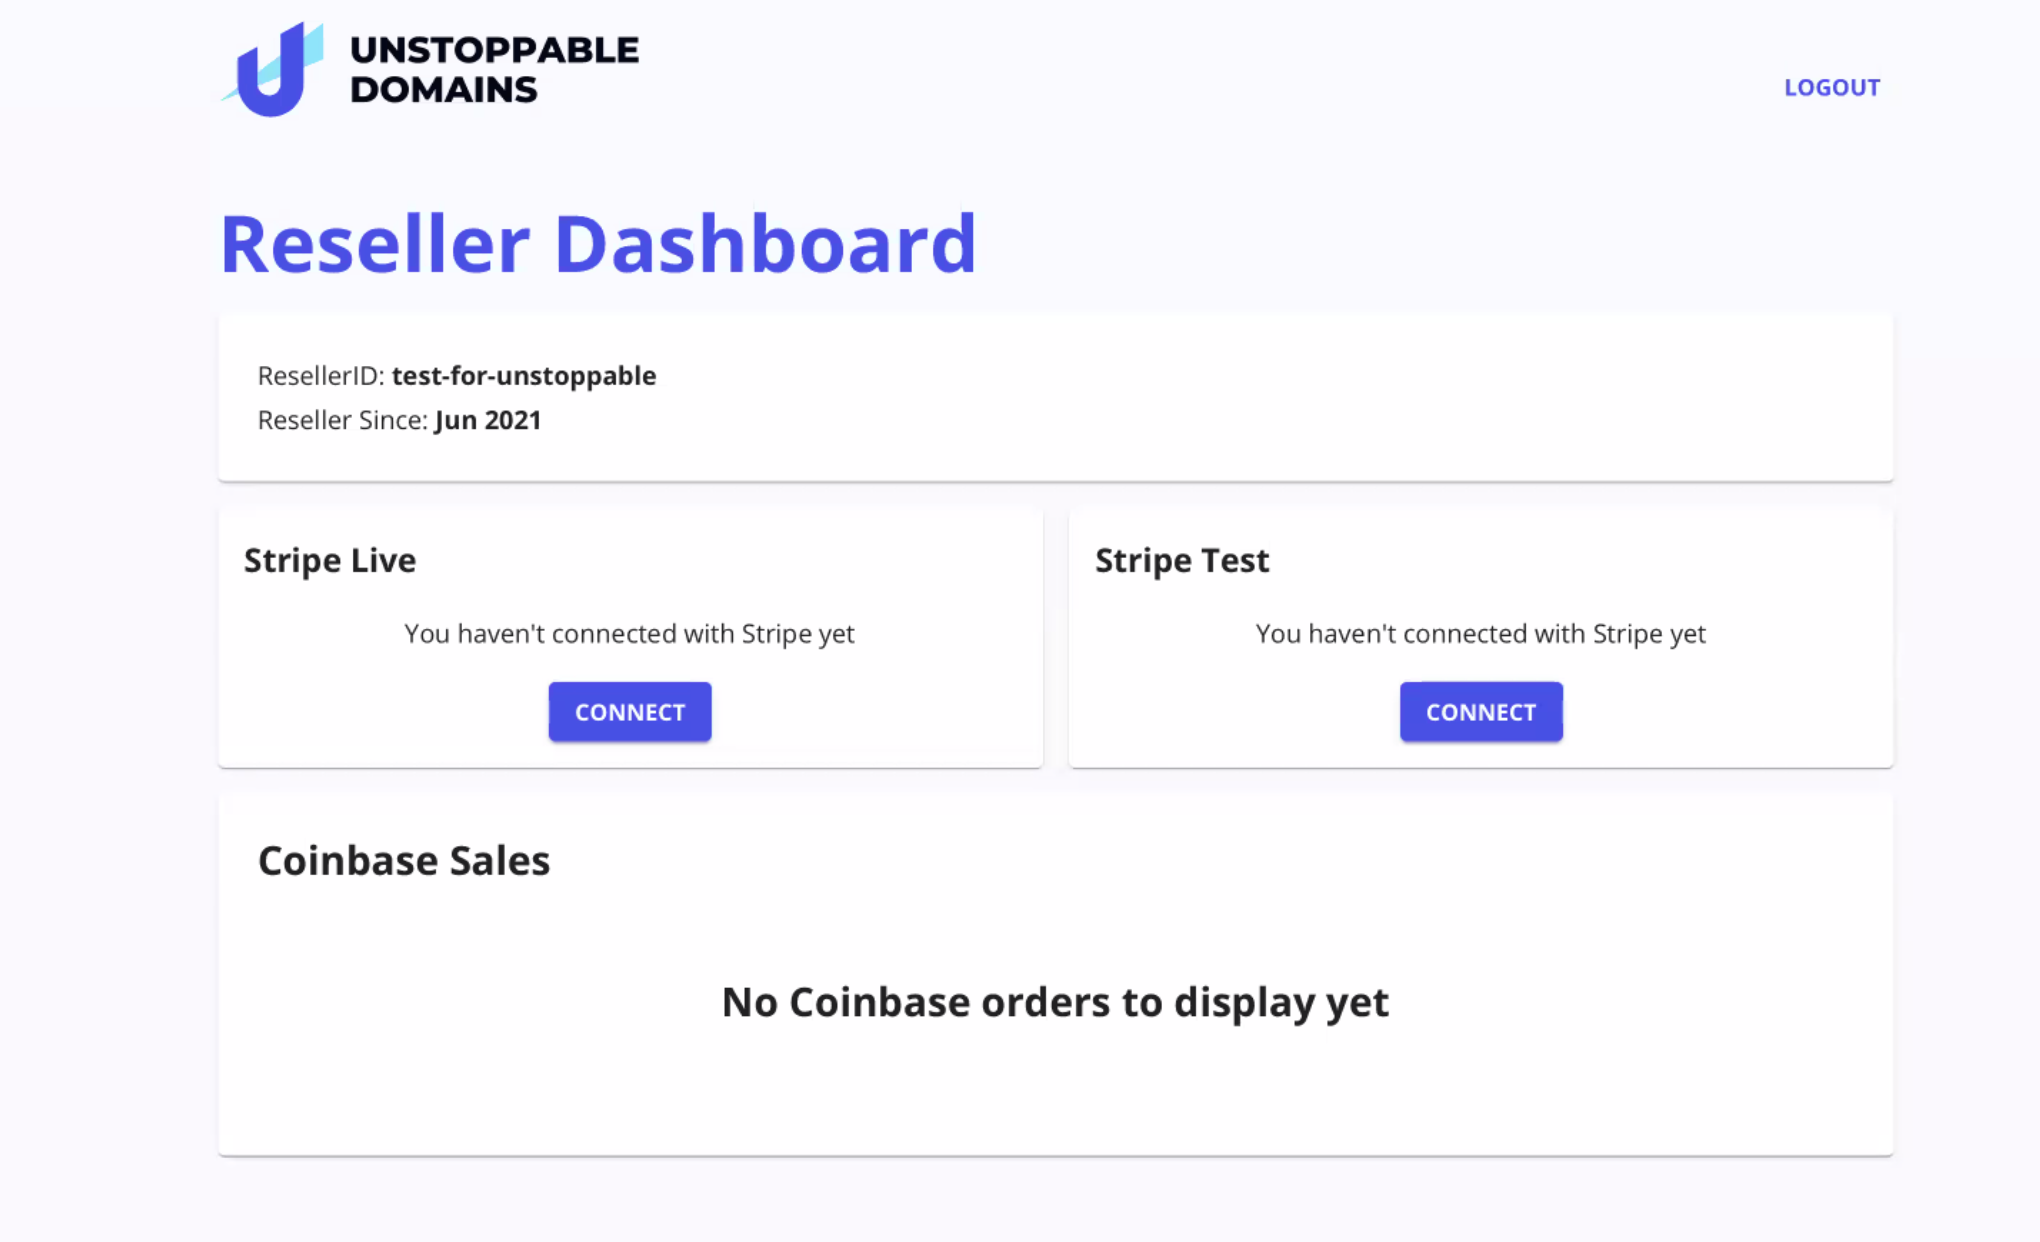 UNSTOPPABLE
DOMAINS
LOGOUT
Reseller Dashboard
ResellerID: test-for-unstoppable
Reseller Since: Jun 2021
Stripe Live
You haven't connected with Stripe yet
CONNECT
Stripe Test
You haven't connected with Stripe yet
CONNECT
Coinbase Sales
No Coinbase orders to display yet